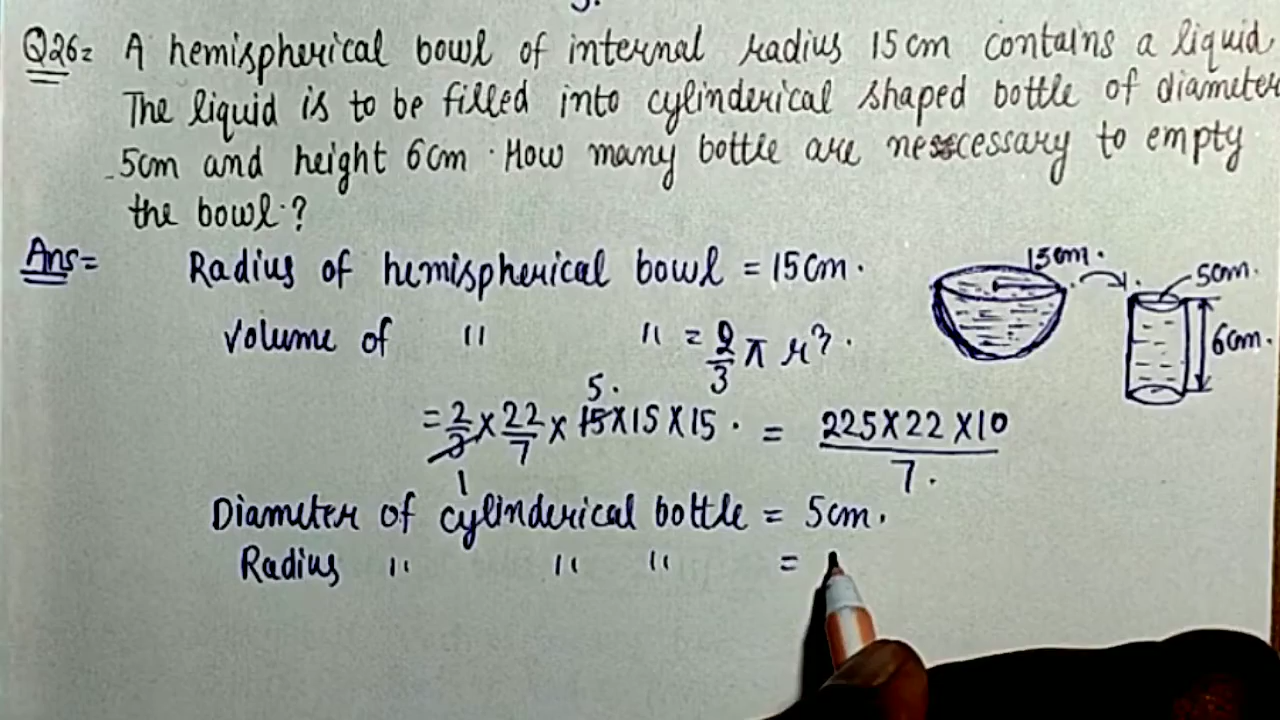 Q26= A hemispherical bowl of internal radius 15cm contains a liquid.
The liquid is to be filled into cylinderical shaped bottle of diameter
5cm and height 6cm. How many bottle are nesscessary to empty
the bowl.?
Ans= Radius of hemispherical bowl = 15cm.
Volume of " " = 2/3 π r³.
= 2/3 × 22/7 × 15×15×15. = 225×22×10/7.
5.
1
15cm.
5cm.
6cm.
Diameter of cylinderical bottle = 5cm.
Radius " " " =